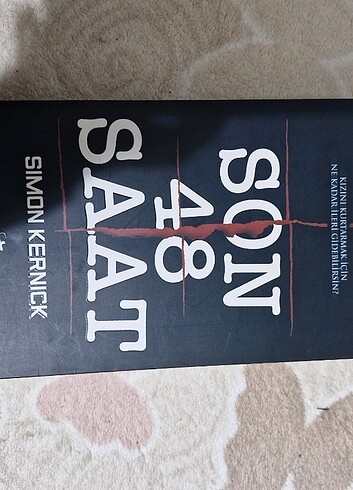 KIZINI KURTARMAK İÇİN
NE KADAR İLERİ GİDEBİLİRSİN?
SON
48
SAAT
SIMON KERNICK